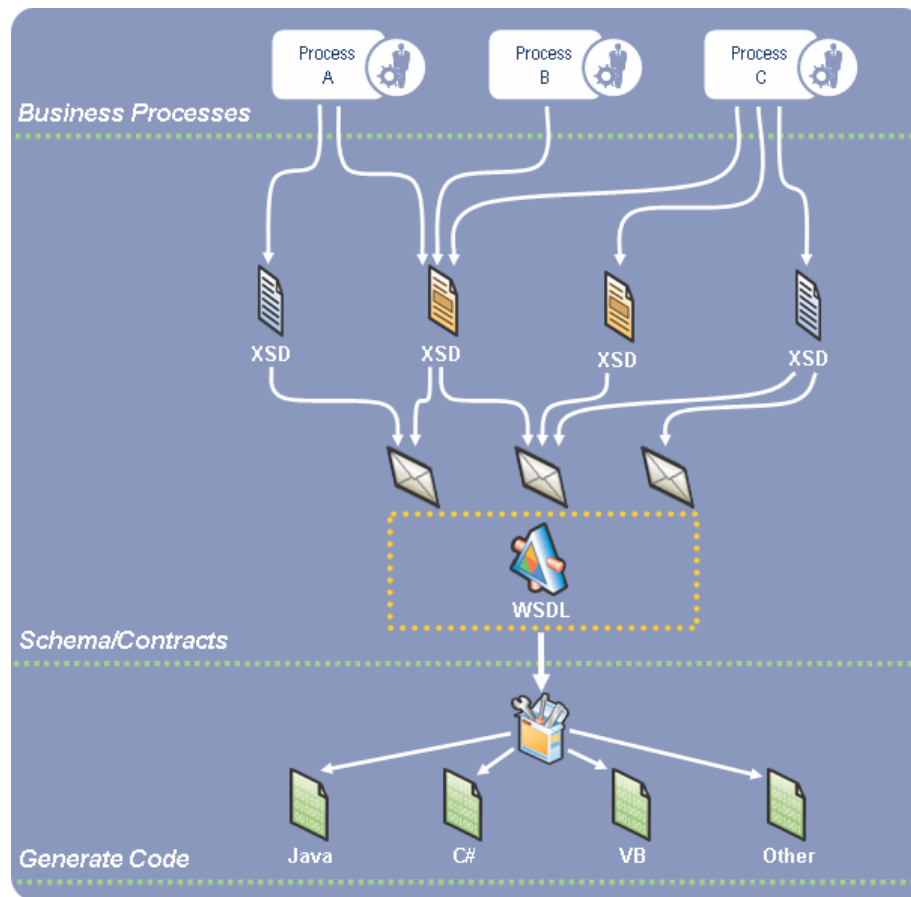 Process
A
Process
B
Process
C
Business Processes
XSD
XSD
XSD
XSD
WSDL
Schema/Contracts
Java
C#
VB
Other
Generate Code